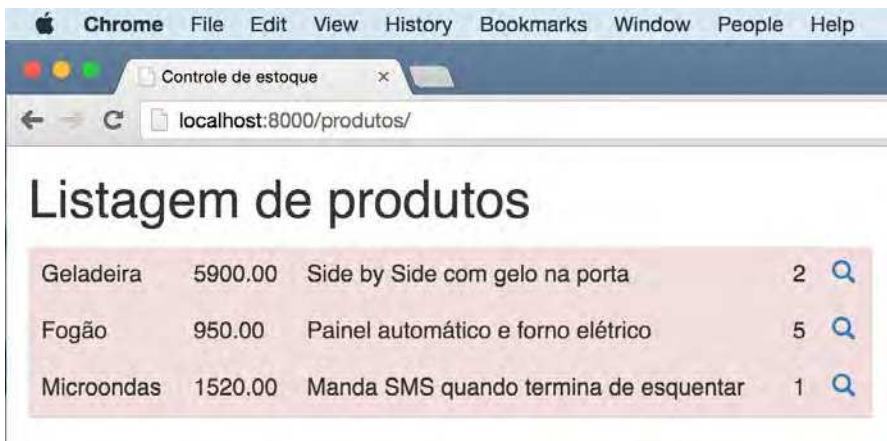 Chrome File Edit View History Bookmarks Window People Help
Controle de estoque ×
localhost:8000/produtos/
Listagem de produtos
Geladeira 5900.00 Side by Side com gelo na porta 2
Fogão 950.00 Painel automático e forno elétrico 5
Microondas 1520.00 Manda SMS quando termina de esquentar 1